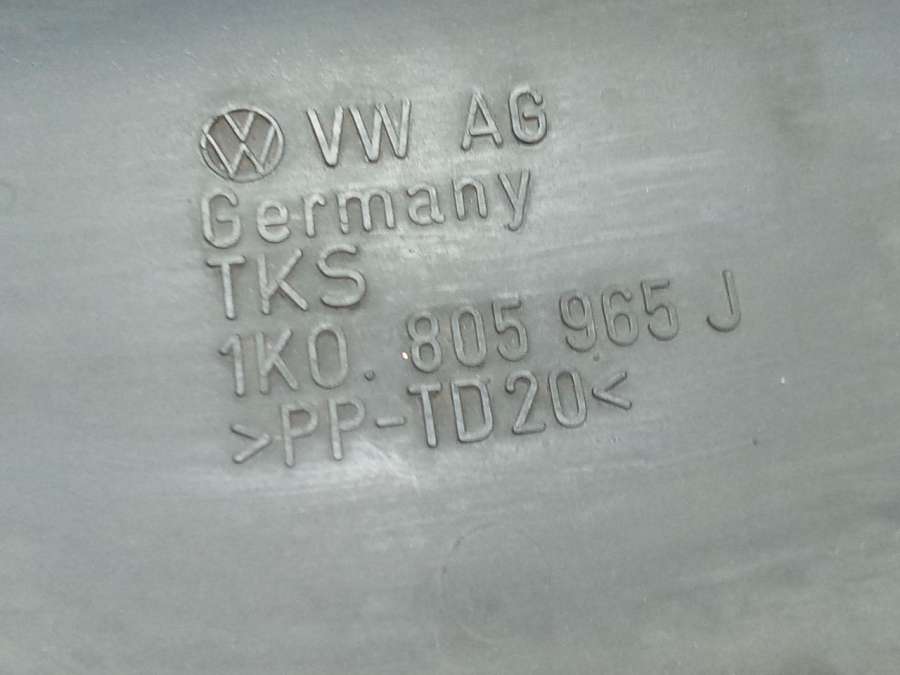 VW AG
Germany
TKS
1K0. 805 965 J
>PP-TD20<